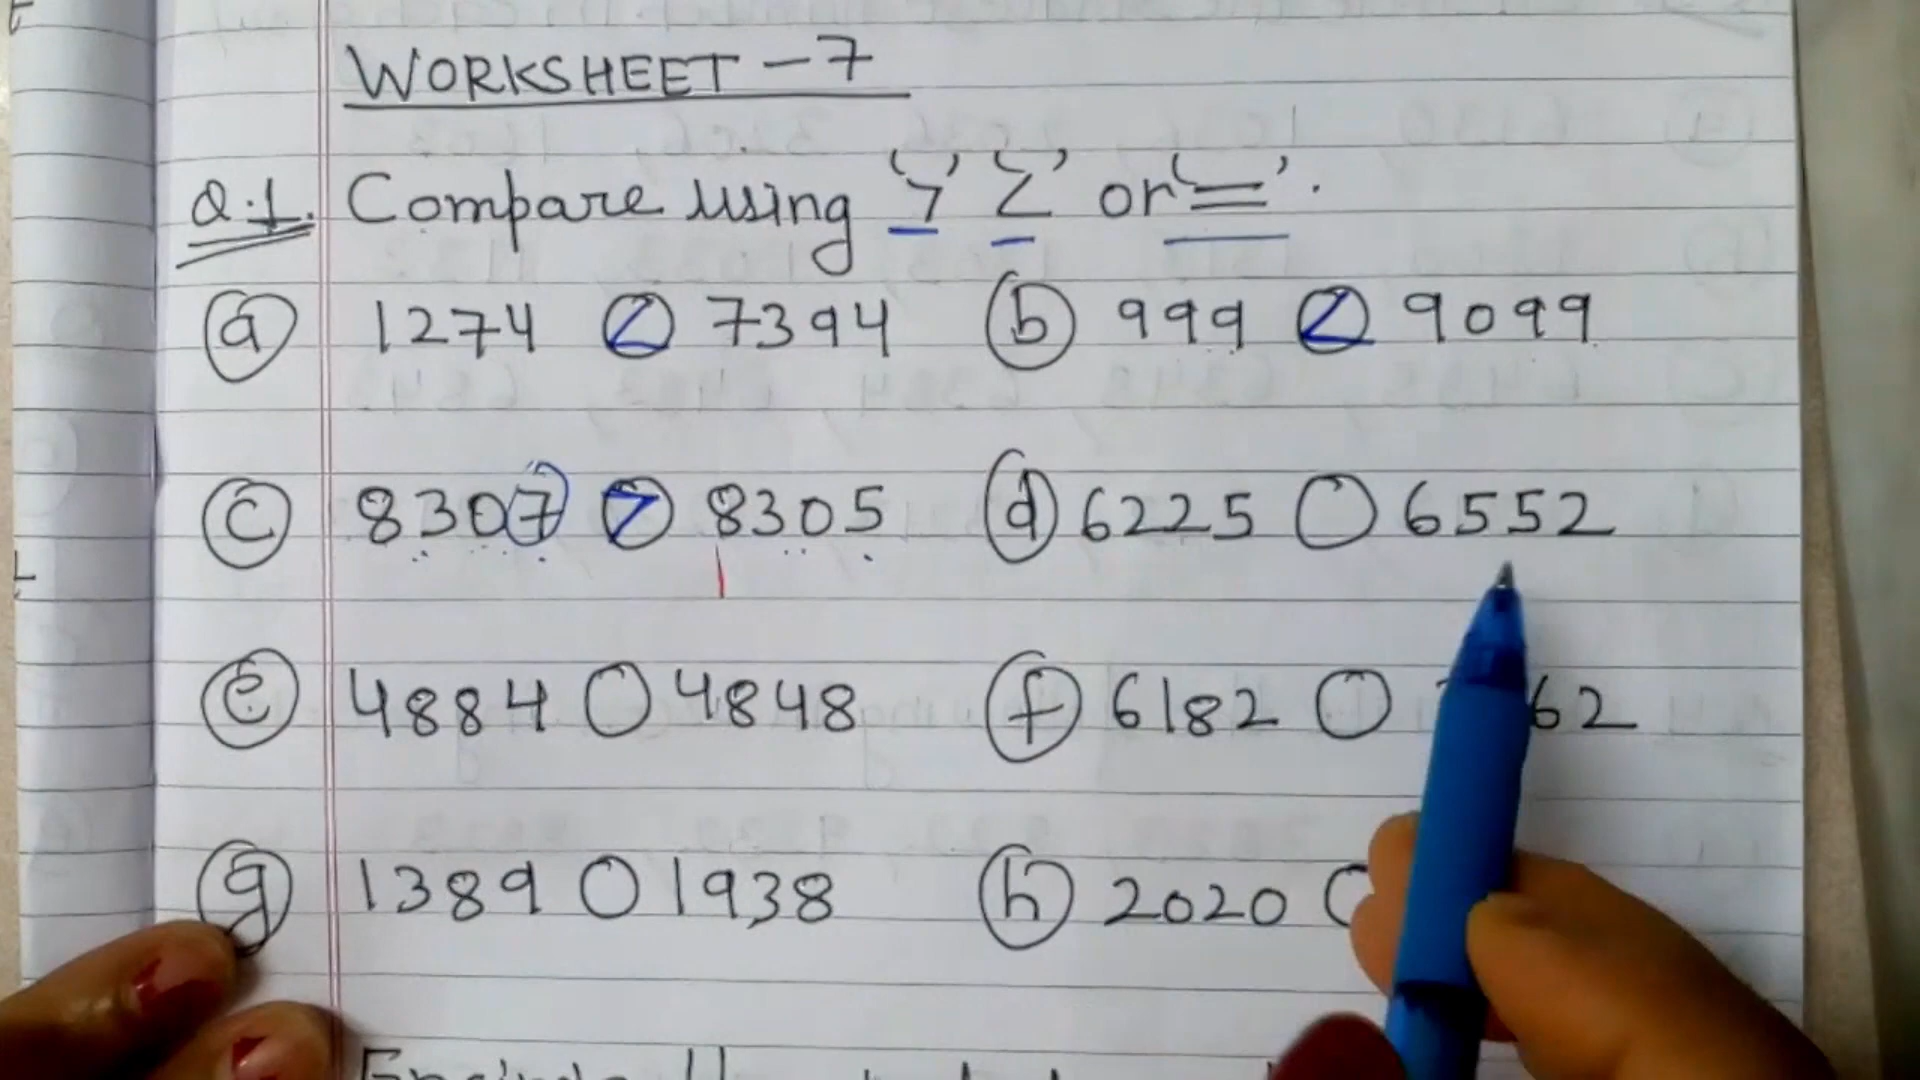 WORKSHEET - 7
Q.1. Compare using '>' '<' or '='.
a 1274 < 7394 b 999 < 9099
c 8307 > 8305 d 6225 ○ 6552
e 4884 ○ 4848 f 6182 ○ 62
g 1389 ○ 1938 h 2020